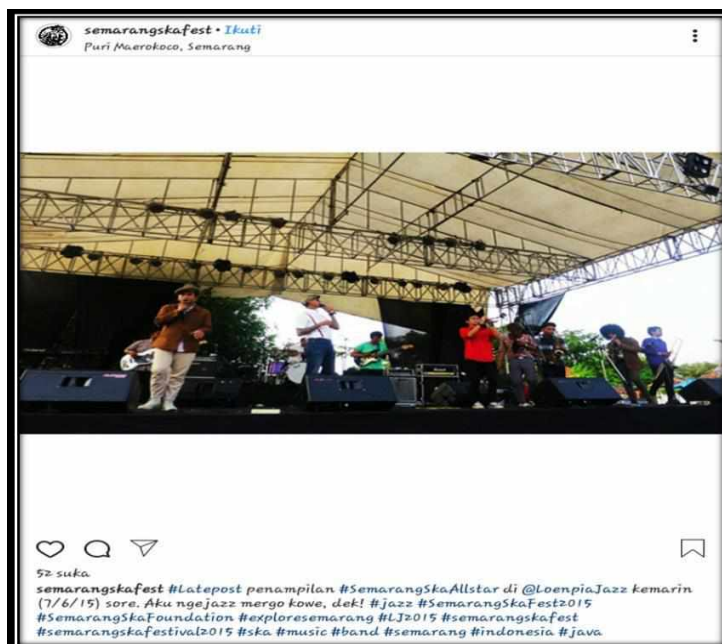 semarangskafest • Ikuti
Puri Maerokoco, Semarang
52 suka
semarangskafest #Latepost penampilan #SemarangSkaAllstar di @LoenpiaJazz kemarin
(7/6/15) sore. Aku ngejazz mergo kowe, dek! #jazz #SemarangSkaFest2015
#SemarangSkaFoundation #exploresemarang #LJ2015 #semarangskafest
#semarangskafestival2015 #ska #music #band #semarang #indonesia #java